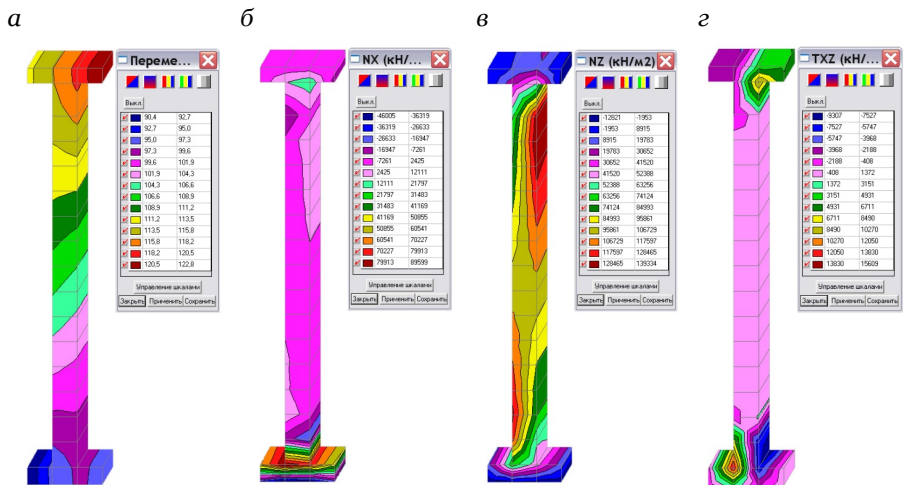 а
б
в
г
Переме...
Выкл.
90,4 92,7
92,7 95,0
95,0 97,3
97,3 99,6
99,6 101,9
101,9 104,3
104,3 106,6
106,6 108,9
108,9 111,2
111,2 113,5
113,5 115,8
115,8 118,2
118,2 120,5
120,5 122,8
Управление шкалами
Закрыть Применить Сохранить
NX (кН/...
Выкл.
-46005 -36319
-36319 -26633
-26633 -16947
-16947 -7261
-7261 2425
2425 12111
12111 21797
21797 31483
31483 41169
41169 50855
50855 60541
60541 70227
70227 79913
79913 89599
Управление шкалами
Закрыть Применить Сохранить
NZ (кН/м2)
Выкл.
-12821 -1953
-1953 8915
8915 19783
19783 30652
30652 41520
41520 52388
52388 63256
63256 74124
74124 84993
84993 95861
95861 106729
106729 117597
117597 128465
128465 139334
Управление шкалами
Закрыть Применить Сохранить
TXZ (кН/...
Выкл.
-9307 -7527
-7527 -5747
-5747 -3968
-3968 -2188
-2188 -408
-408 1372
1372 3151
3151 4931
4931 6711
6711 8490
8490 10270
10270 12050
12050 13830
13830 15609
Управление шкалами
Закрыть Применить Сохранить